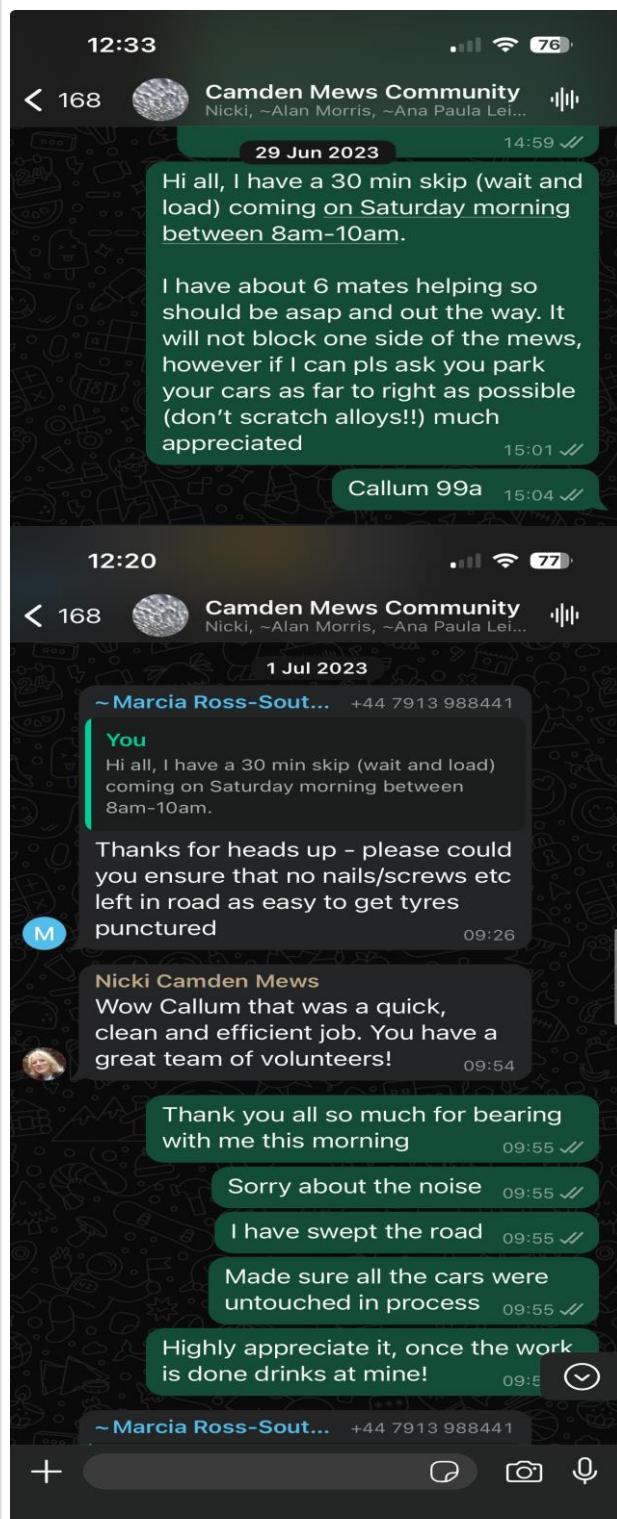 12:33
76
168
Camden Mews Community
Nicki, ~Alan Morris, ~Ana Paula Lei...
14:59
29 Jun 2023
Hi all, I have a 30 min skip (wait and
load) coming on Saturday morning
between 8am-10am.
I have about 6 mates helping so
should be asap and out the way. It
will not block one side of the mews,
however if I can pls ask you park
your cars as far to right as possible
(don't scratch alloys!!) much
appreciated
15:01
Callum 99a 15:04
12:20
77
168
Camden Mews Community
Nicki, ~Alan Morris, ~Ana Paula Lei...
1 Jul 2023
~Marcia Ross-Sout... +44 7913 988441
You
Hi all, I have a 30 min skip (wait and load)
coming on Saturday morning between
8am-10am.
Thanks for heads up - please could
you ensure that no nails/screws etc
left in road as easy to get tyres
punctured
09:26
M
Nicki Camden Mews
Wow Callum that was a quick,
clean and efficient job. You have a
great team of volunteers!
09:54
Thank you all so much for bearing
with me this morning
09:55
Sorry about the noise 09:55
I have swept the road 09:55
Made sure all the cars were
untouched in process 09:55
Highly appreciate it, once the work
is done drinks at mine!
~Marcia Ross-Sout... +44 7913 988441